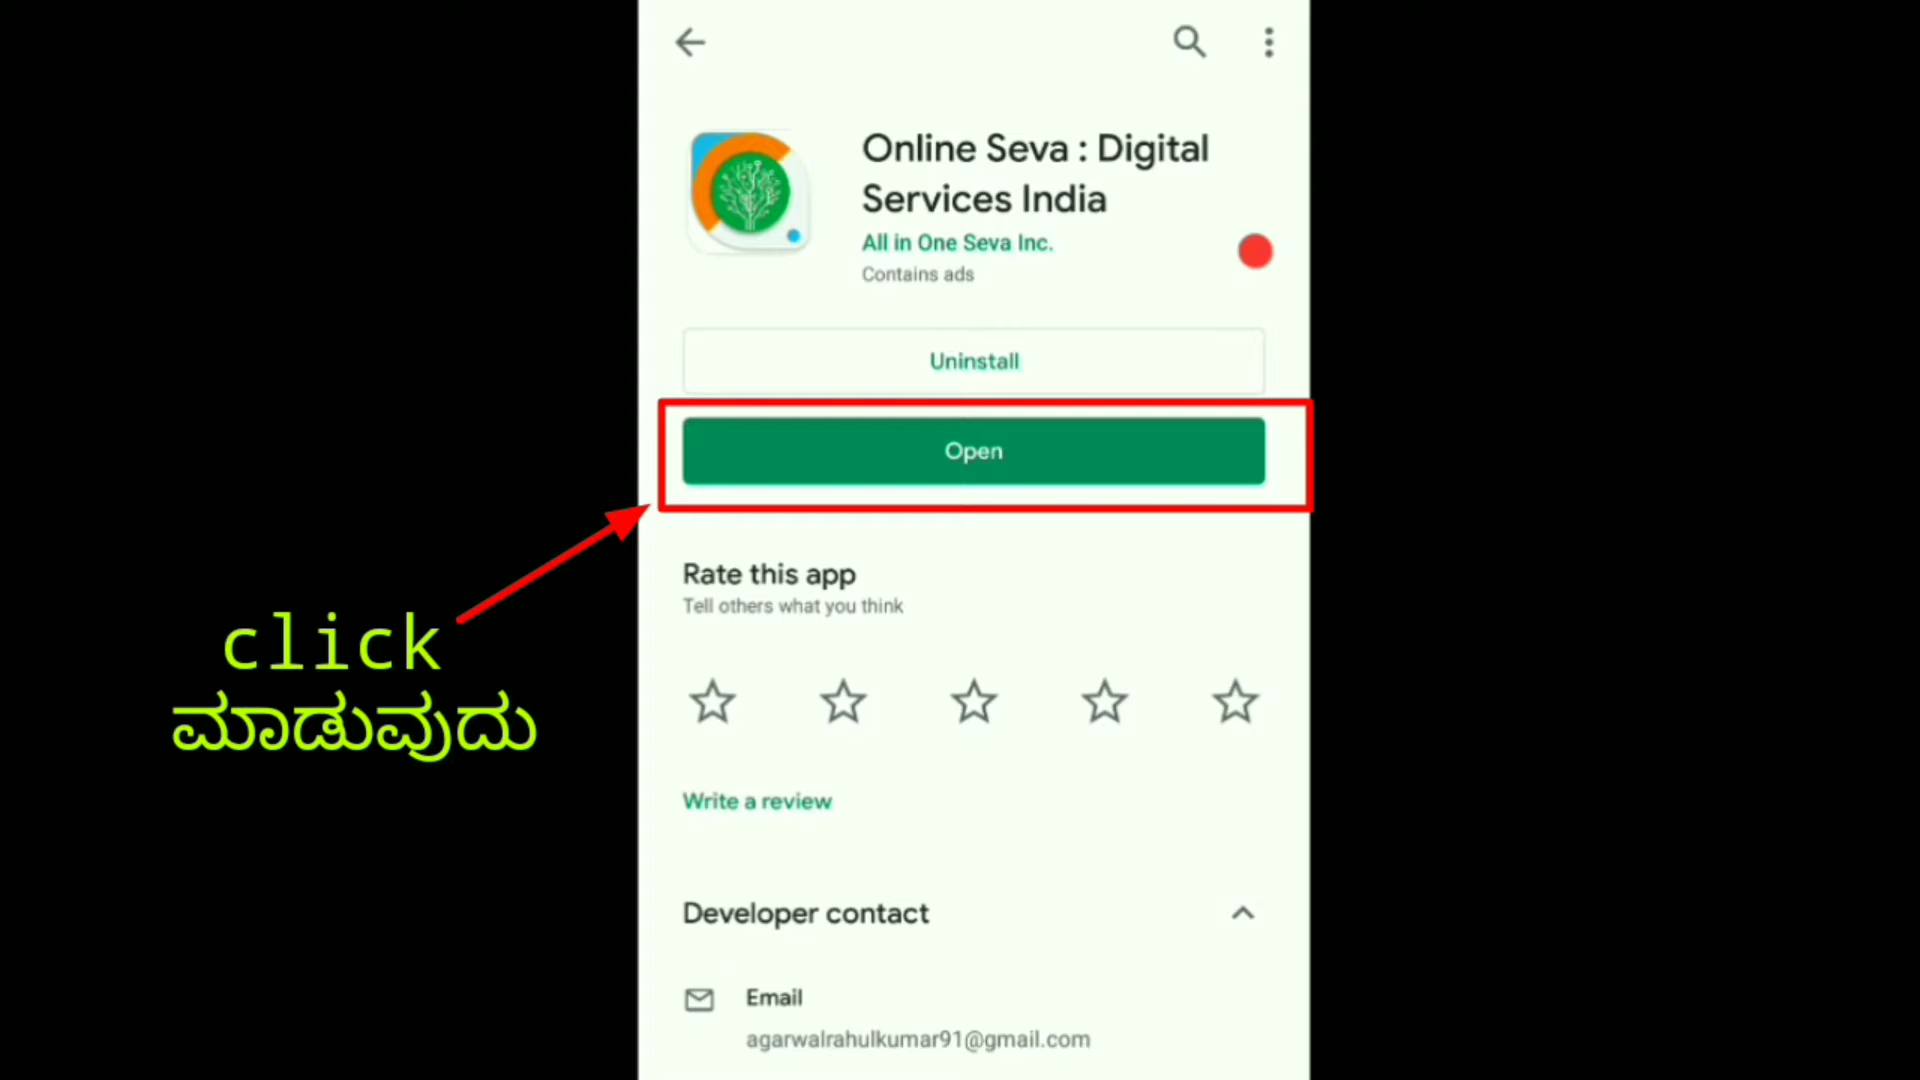 Online Seva : Digital
Services India
All in One Seva Inc.
Contains ads
Uninstall
Open
Rate this app
Tell others what you think
click
ಮಾಡುವುದು
Write a review
Developer contact
Email
agarwalrahulkumar91@gmail.com